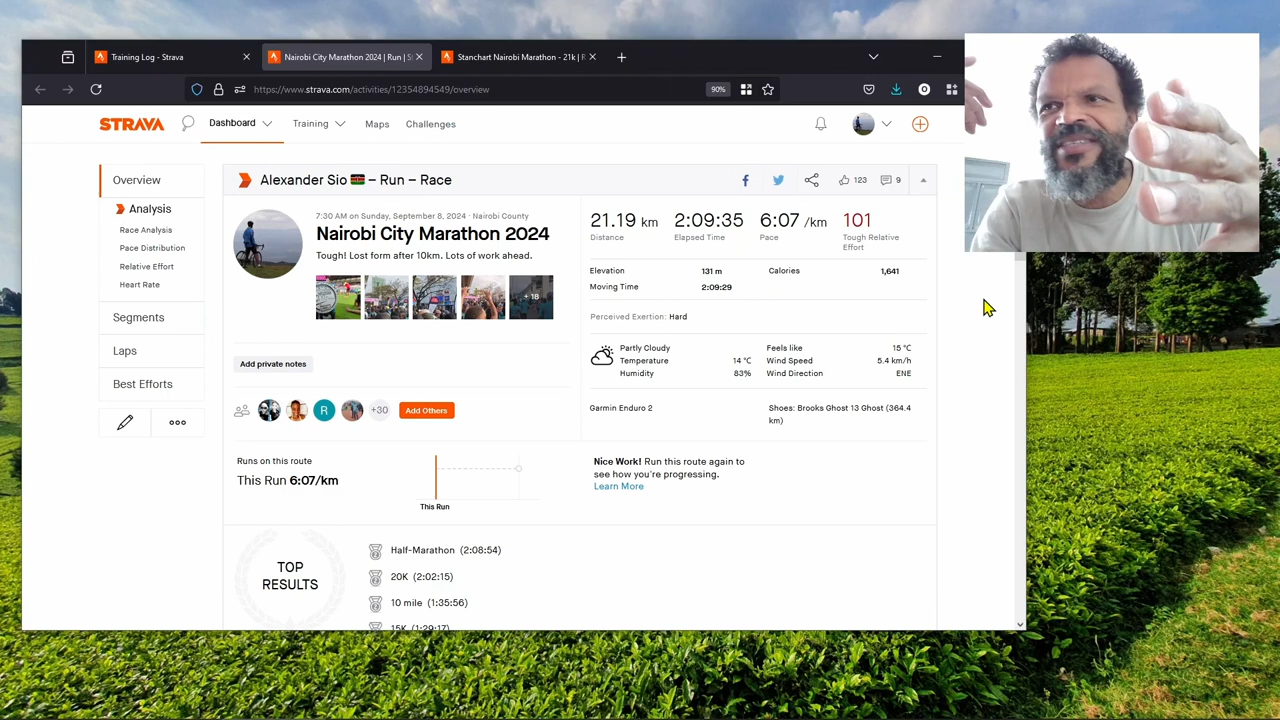 Training Log - Strava
Nairobi City Marathon 2024 | Run | S
Stanchart Nairobi Marathon - 21k | R
https://www.strava.com/activities/12354894549/overview
90%
STRAVA
Dashboard
Training
Maps
Challenges
Overview
Analysis
Race Analysis
Pace Distribution
Relative Effort
Heart Rate
Segments
Laps
Best Efforts
Alexander Sio 🇰🇪 – Run – Race
123
9
7:30 AM on Sunday, September 8, 2024 · Nairobi County
Nairobi City Marathon 2024
Tough! Lost form after 10km. Lots of work ahead.
+ 18
Add private notes
R
+30
Add Others
21.19 km
Distance
2:09:35
Elapsed Time
6:07 /km
Pace
101
Tough Relative
Effort
Elevation 131 m Calories 1,641
Moving Time 2:09:29
Perceived Exertion: Hard
Partly Cloudy
Temperature 14 °C
Humidity 83%
Feels like 15 °C
Wind Speed 5.4 km/h
Wind Direction ENE
Garmin Enduro 2
Shoes: Brooks Ghost 13 Ghost (364.4
km)
Runs on this route
This Run 6:07/km
This Run
Nice Work! Run this route again to
see how you're progressing.
Learn More
TOP
RESULTS
2
Half-Marathon (2:08:54)
2
20K (2:02:15)
2
10 mile (1:35:56)
15K (1:29:17)